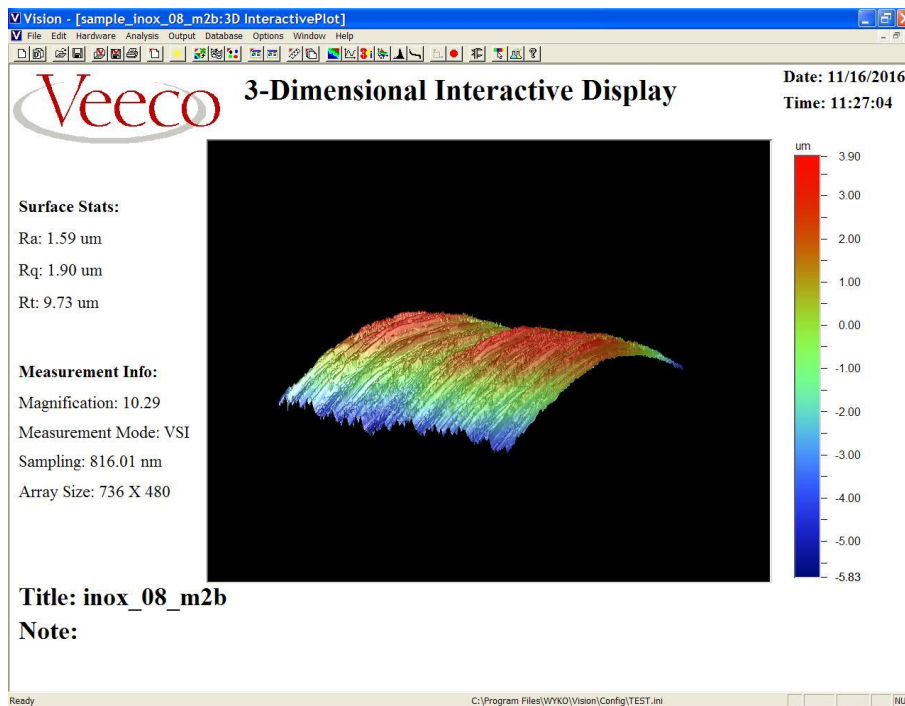 Vision - [sample_inox_08_m2b:3D InteractivePlot]
File Edit Hardware Analysis Output Database Options Window Help
Veeco
3-Dimensional Interactive Display
Date: 11/16/2016
Time: 11:27:04
Surface Stats:
Ra: 1.59 um
Rq: 1.90 um
Rt: 9.73 um
Measurement Info:
Magnification: 10.29
Measurement Mode: VSI
Sampling: 816.01 nm
Array Size: 736 X 480
um
3.90
3.00
2.00
1.00
0.00
-1.00
-2.00
-3.00
-4.00
-5.00
-5.83
Title: inox_08_m2b
Note:
Ready
C:\Program Files\WYKO\Vision\Config\TEST.ini
NU